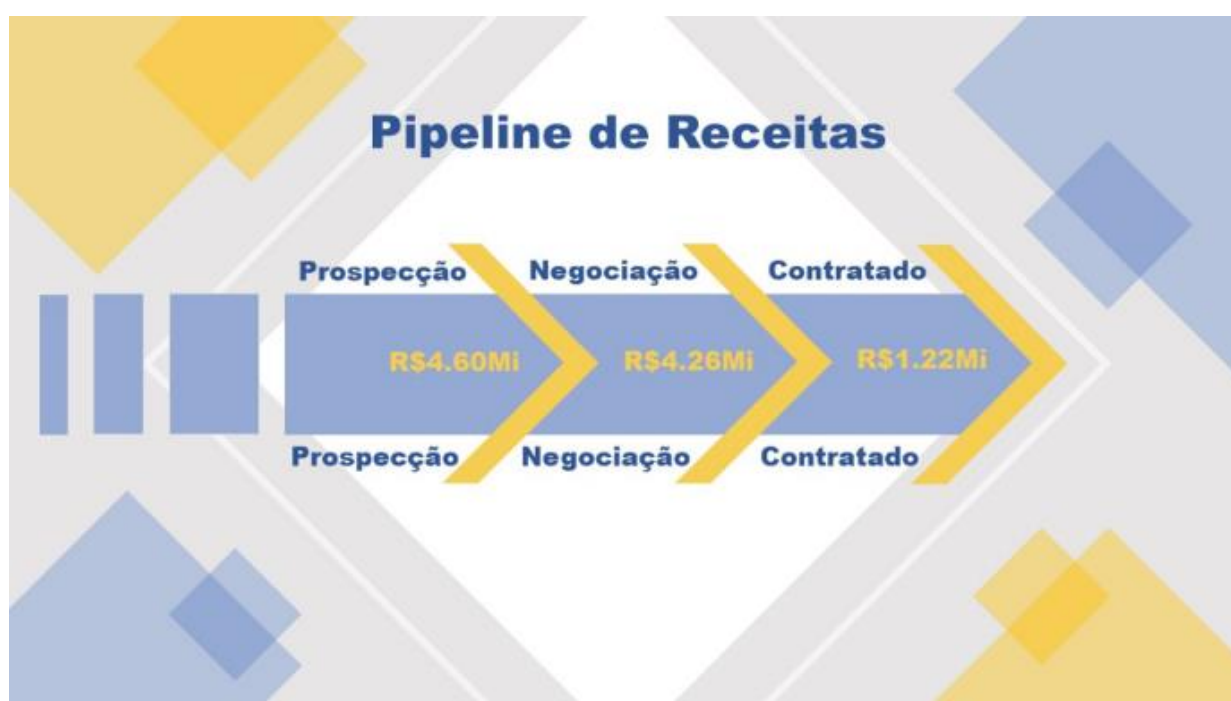 Pipeline de Receitas
Prospecção Negociação Contratado
R$4.60Mi R$4.26Mi R$1.22Mi
Prospecção Negociação Contratado